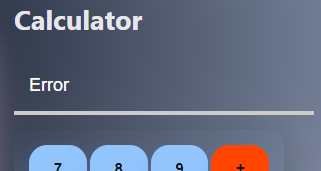 Calculator
Error
7 8 9 +